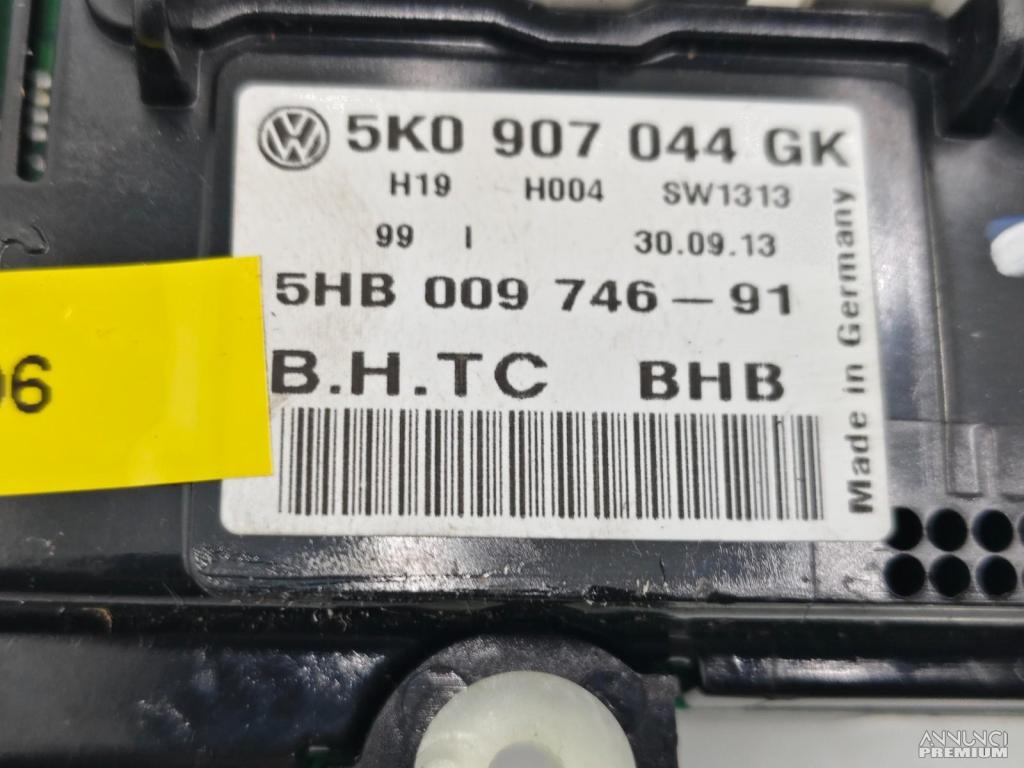 5K0 907 044 GK
H19 H004 SW1313
99 I 30.09.13
5HB 009 746-91
B.H.TC BHB
Made in Germany
06
ANNUNCI
PREMIUM